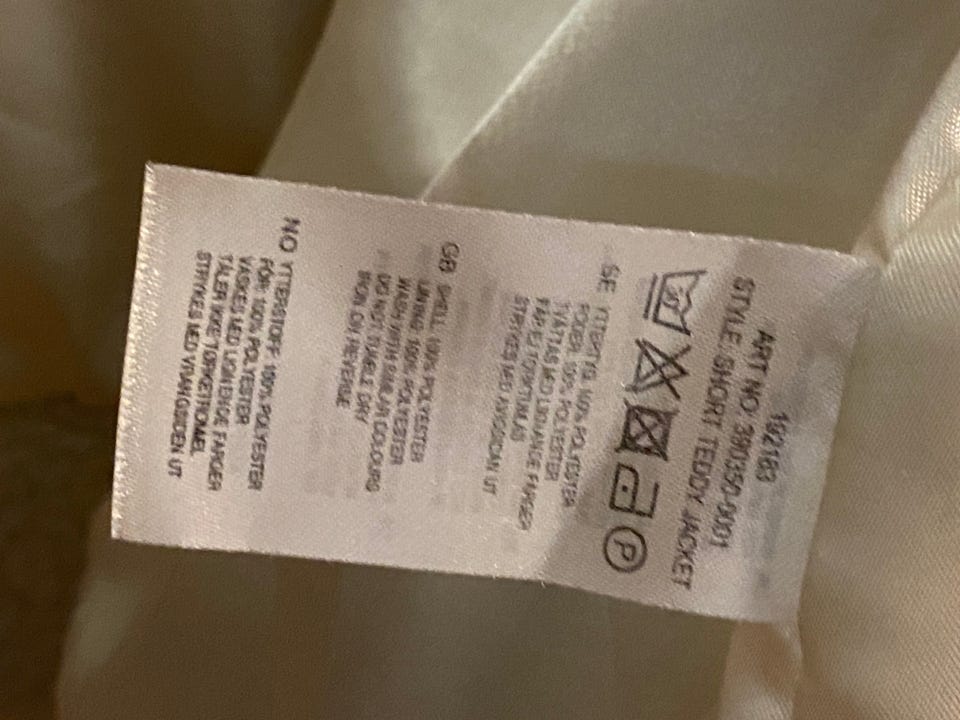 192183
ART NO. 390350-0001
STYLE: SHORT TEDDY JACKET
P
SE YTTERTYG 100% POLYESTER
FODER: 100% POLYESTER
TVÄTTAS MED LIKNANDE FÄRGER
FÅR EJ TORKTUMLAS
STRYKES MED AVIGSIDAN UT
GB SHELL 100% POLYESTER
LINING 100% POLYESTER
WASH WITH SIMILAR COLOURS
DO NOT TUMBLE DRY
IRON ON REVERSE
NO YTTERSTOFF: 100% POLYESTER
FÔR: 100% POLYESTER
VASKES MED LIGNENDE FARGER
TÅLER IKKE TØRKETROMMEL
STRYKES MED VRANGSIDEN UT